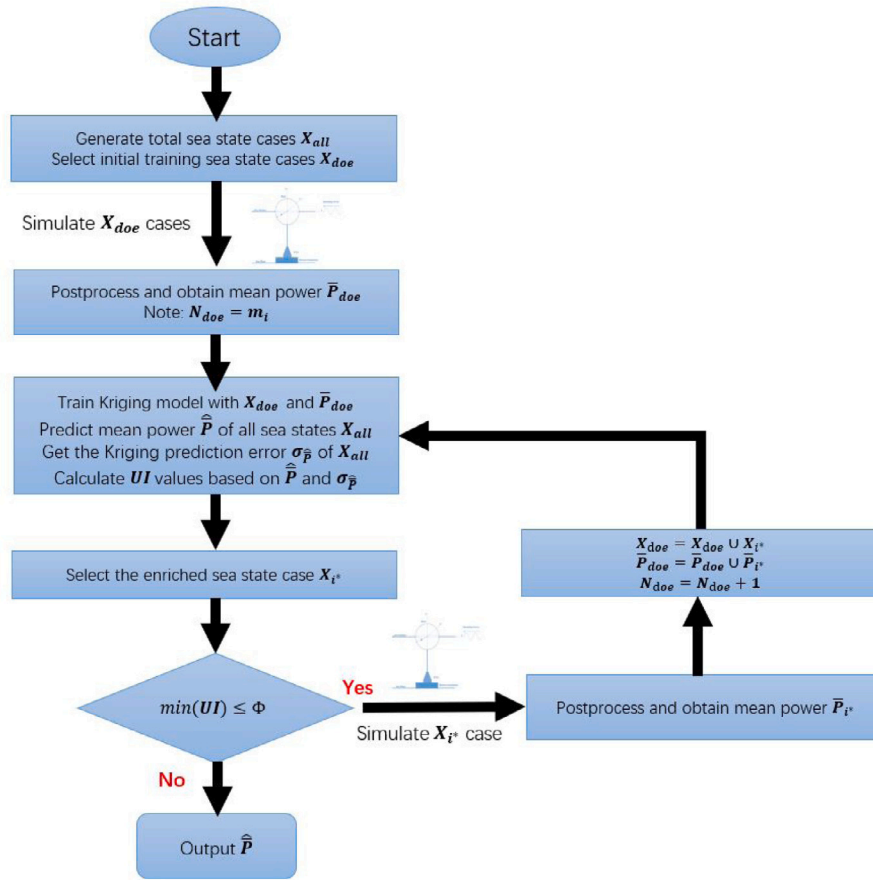 Start
Generate total sea state cases X_all
Select initial training sea state cases X_doe
Simulate X_doe cases
Postprocess and obtain mean power P̅_doe
Note: N_doe = m_i
Train Kriging model with X_doe and P̅_doe
Predict mean power P̅̂ of all sea states X_all
Get the Kriging prediction error σ_P̅̂ of X_all
Calculate UI values based on P̅̂ and σ_P̅̂
Select the enriched sea state case X_i*
min(UI) ≤ Φ
Yes
Simulate X_i* case
Postprocess and obtain mean power P̅_i*
X_doe = X_doe ∪ X_i*
P̅_doe = P̅_doe ∪ P̅_i*
N_doe = N_doe + 1
No
Output P̅̂